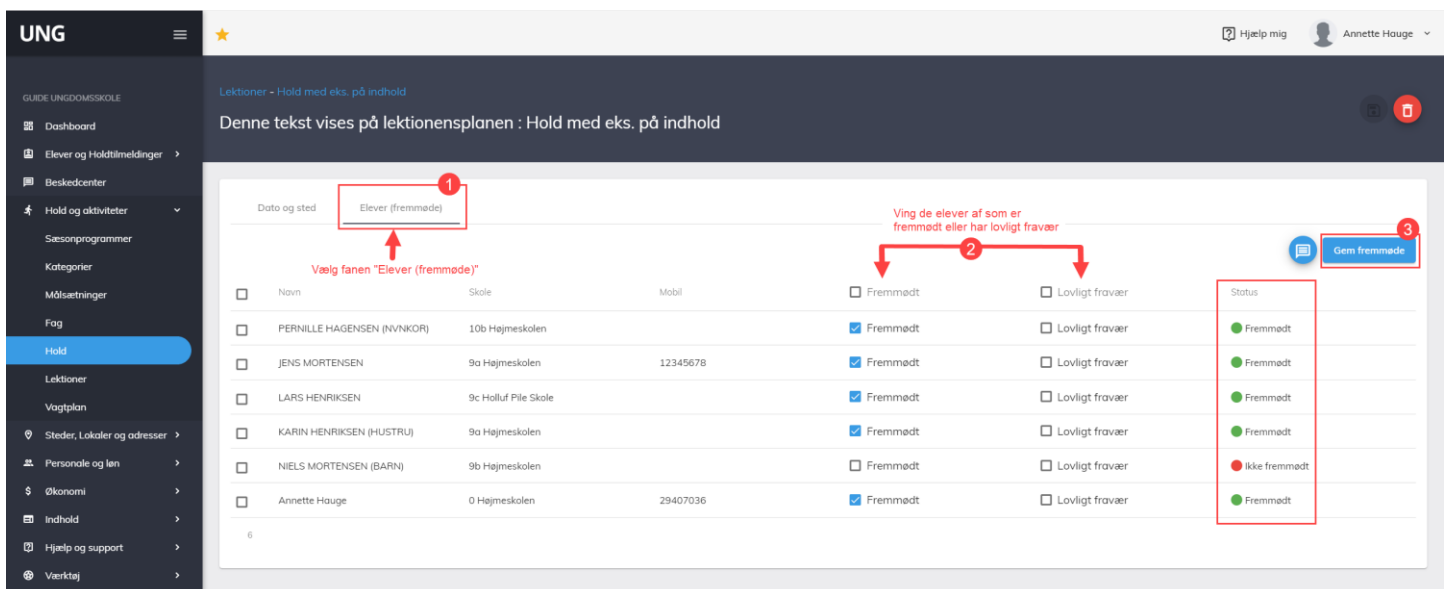 UNG
Hjælp mig
Annette Hauge
GUIDE UNGDOMSSKOLE
Dashboard
Elever og Holdtilmeldinger
Beskedcenter
Hold og aktiviteter
Sæsonprogrammer
Kategorier
Målsætninger
Fag
Hold
Lektioner
Vagtplan
Steder, Lokaler og adresser
Personale og løn
Økonomi
Indhold
Hjælp og support
Værktøj
Lektioner - Hold med eks. på indhold
Denne tekst vises på lektionensplanen : Hold med eks. på indhold
Dato og sted Elever (fremmøde) 1
Vælg fanen "Elever (fremmøde)"
Ving de elever af som er
fremmødt eller har lovligt fravær
2
3
Gem fremmøde
Navn Skole Mobil Fremmødt Lovligt fravær Status
PERNILLE HAGENSEN (NVNKOR) 10b Højmeskolen Fremmødt Lovligt fravær Fremmødt
JENS MORTENSEN 9a Højmeskolen 12345678 Fremmødt Lovligt fravær Fremmødt
LARS HENRIKSEN 9c Holluf Pile Skole Fremmødt Lovligt fravær Fremmødt
KARIN HENRIKSEN (HUSTRU) 9a Højmeskolen Fremmødt Lovligt fravær Fremmødt
NIELS MORTENSEN (BARN) 9b Højmeskolen Fremmødt Lovligt fravær Ikke fremmødt
Annette Hauge 0 Højmeskolen 29407036 Fremmødt Lovligt fravær Fremmødt
6